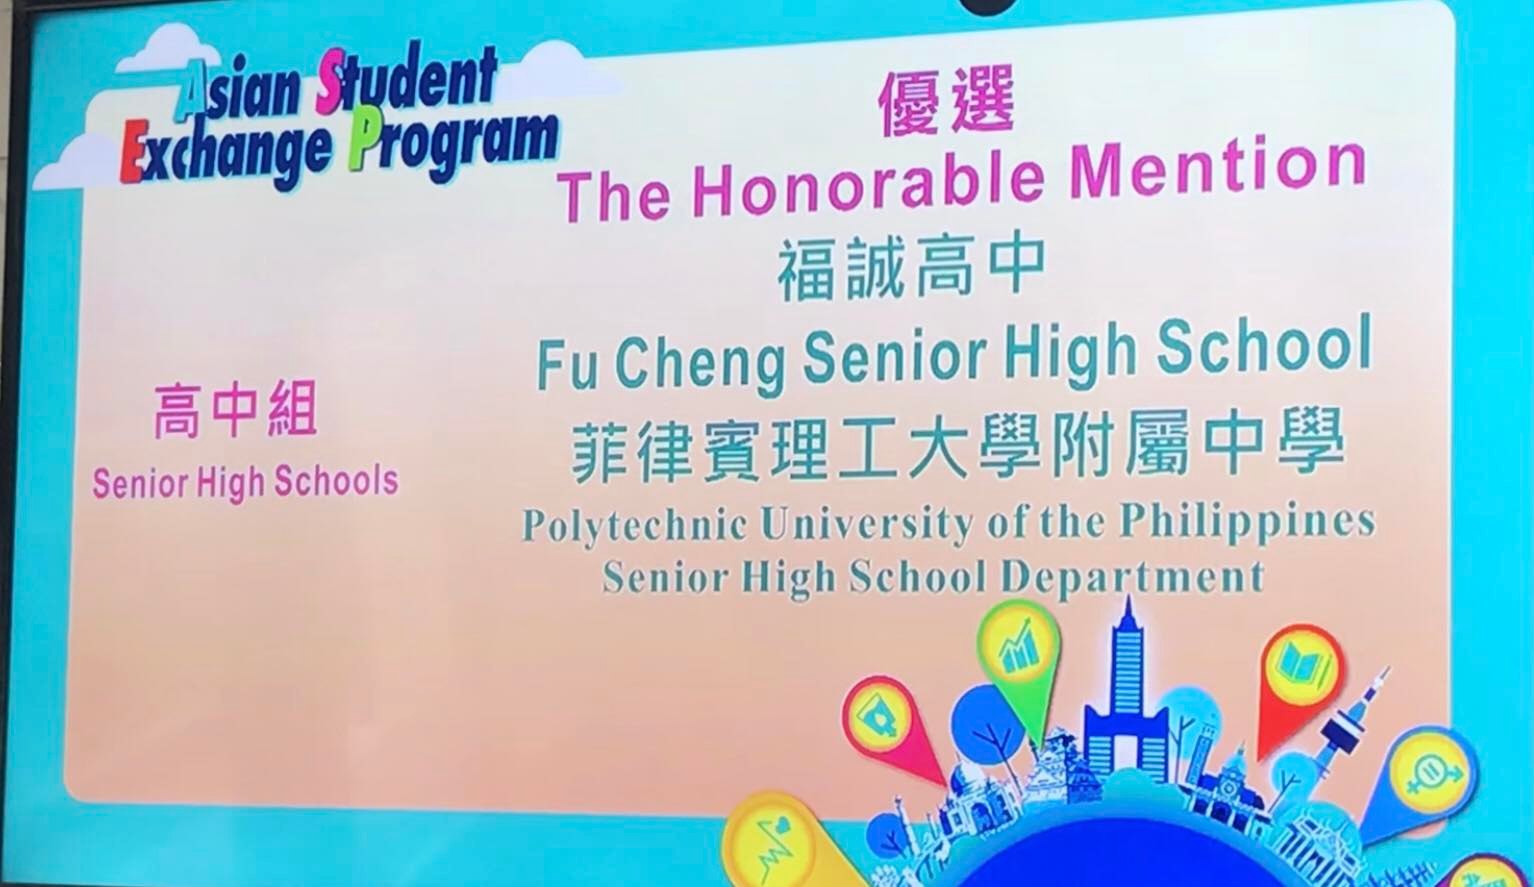 Asian Student
Exchange Program
優選
The Honorable Mention
福誠高中
Fu Cheng Senior High School
高中組
Senior High Schools
菲律賓理工大學附屬中學
Polytechnic University of the Philippines
Senior High School Department